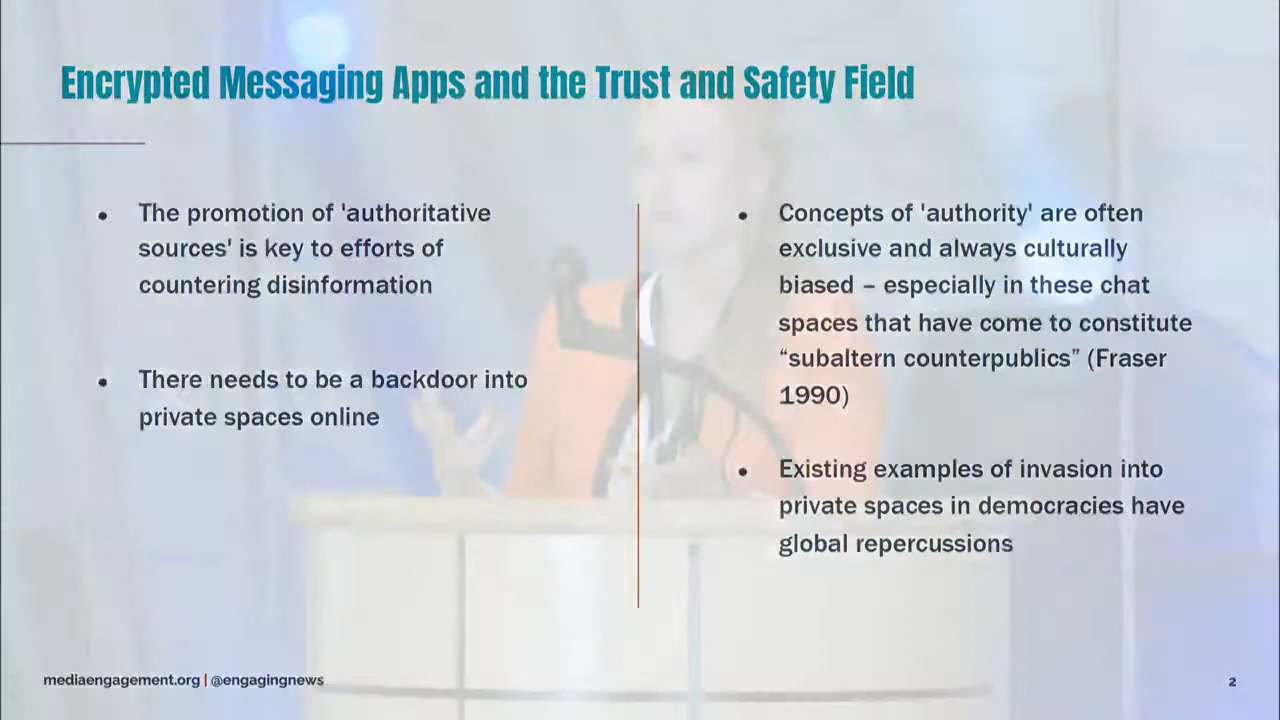 Encrypted Messaging Apps and the Trust and Safety Field
• The promotion of 'authoritative
sources' is key to efforts of
countering disinformation
• There needs to be a backdoor into
private spaces online
• Concepts of 'authority' are often
exclusive and always culturally
biased – especially in these chat
spaces that have come to constitute
“subaltern counterpublics” (Fraser
1990)
• Existing examples of invasion into
private spaces in democracies have
global repercussions
mediaengagement.org | @engagingnews
2